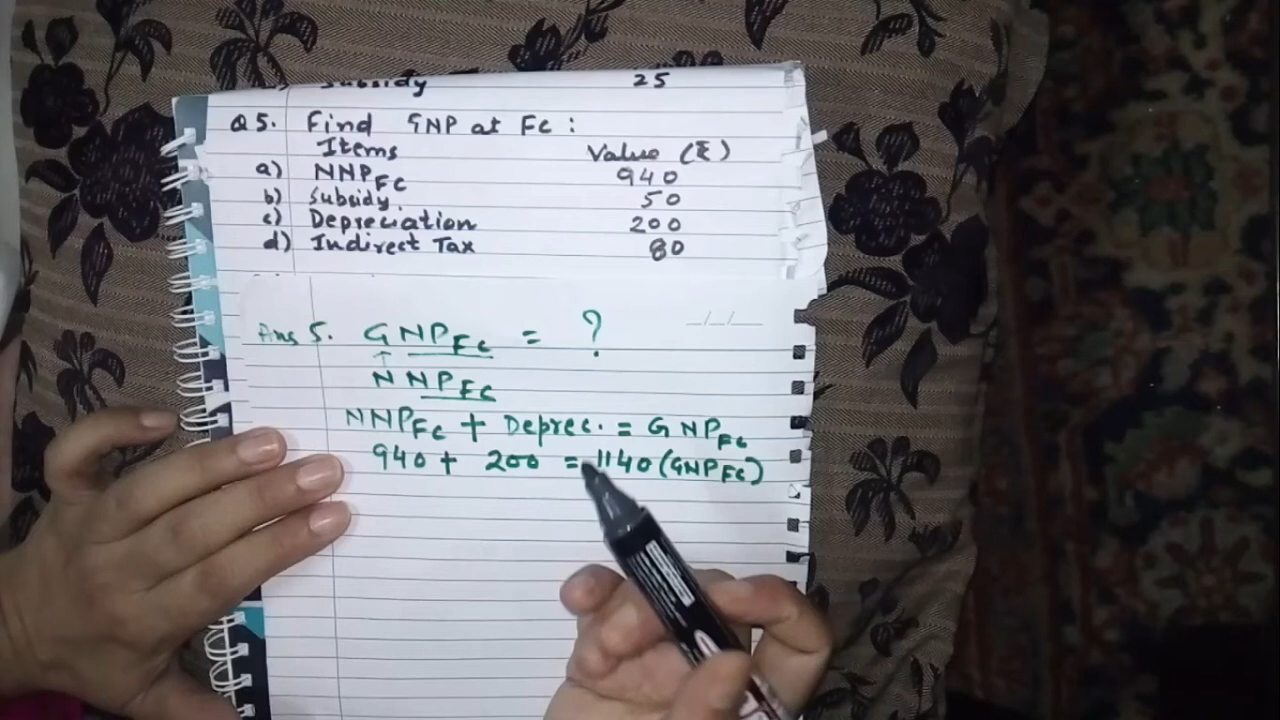 Subsidy 25
Q5. Find GNP at FC :
Items Value (₹)
a) NNPFC 940
b) Subsidy. 50
c) Depreciation 200
d) Indirect Tax 80
Ans 5. GNPFC = ?
NNPFC
NNPFC + Deprec. = GNPFC
940 + 200 = 1140 (GNPFC)